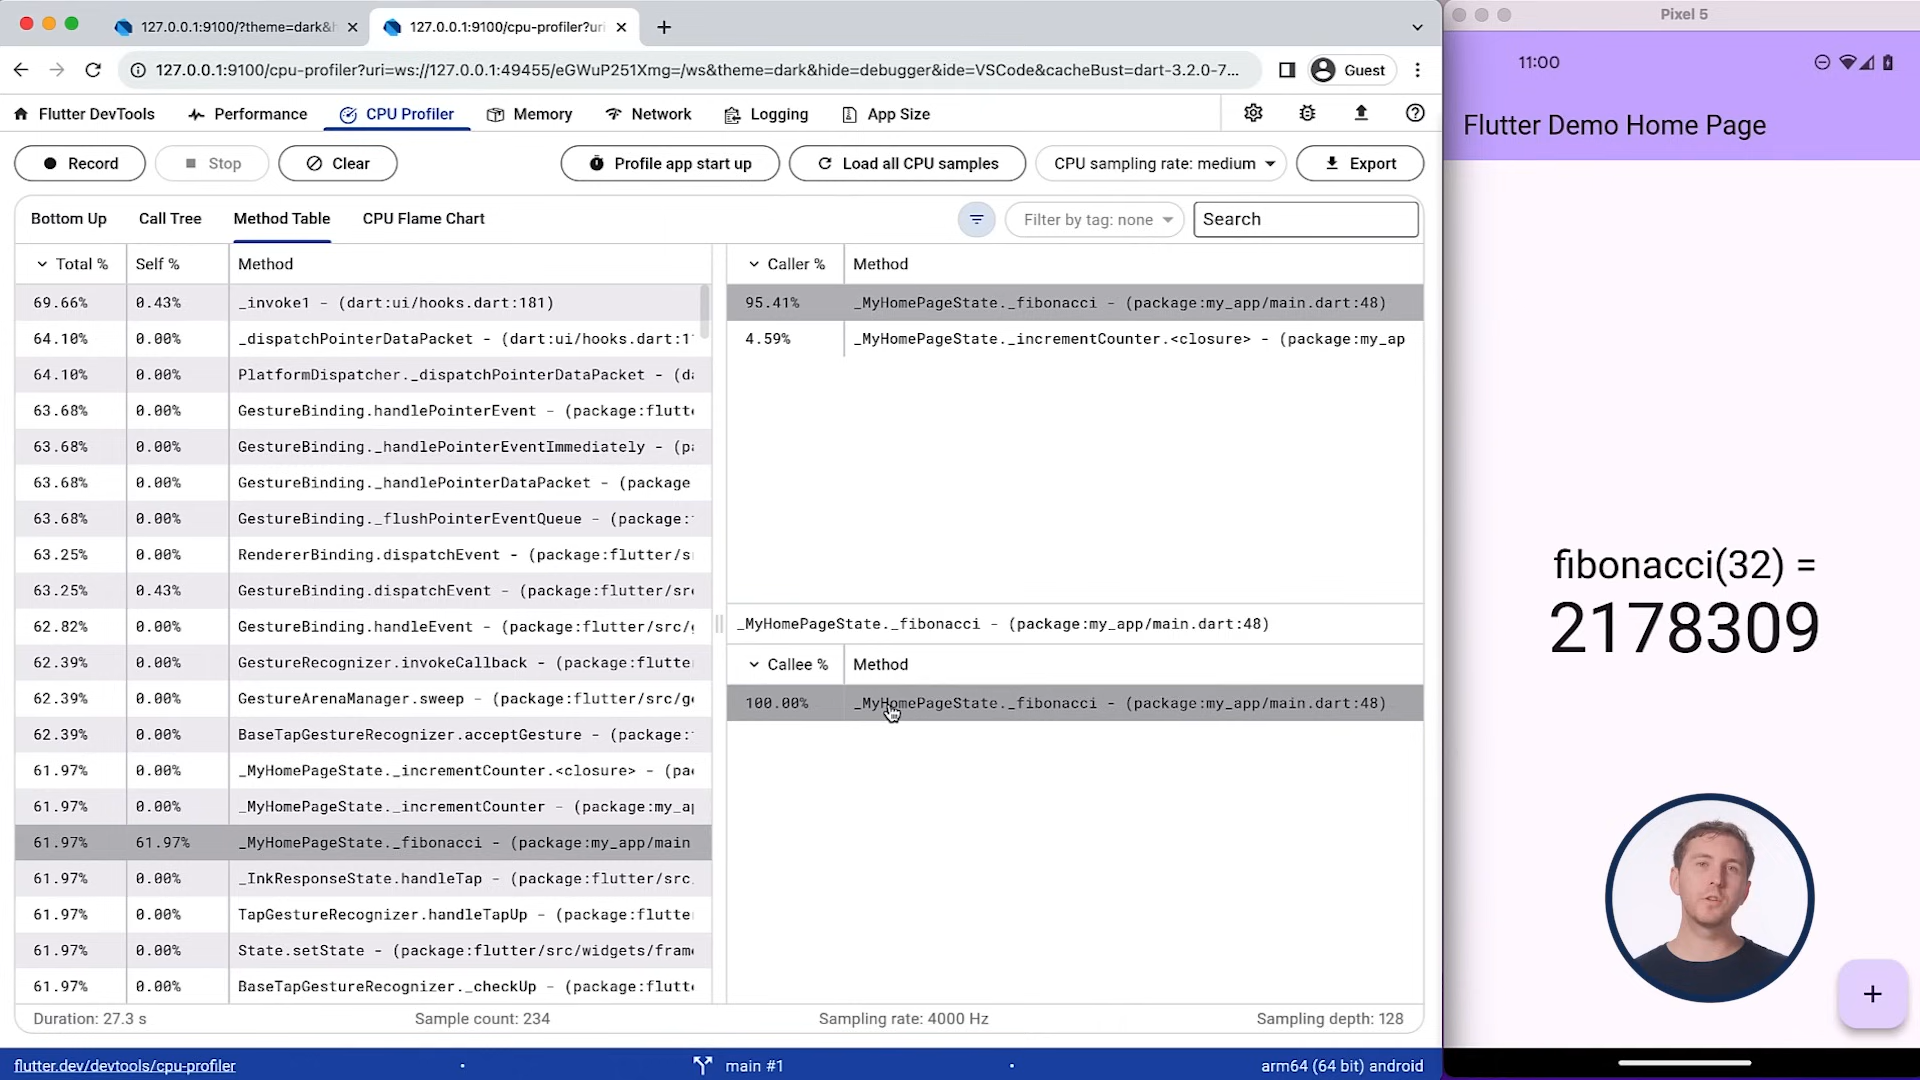 127.0.0.1:9100/?theme=dark&h
127.0.0.1:9100/cpu-profiler?uri
127.0.0.1:9100/cpu-profiler?uri=ws://127.0.0.1:49455/eGWuP251Xmg=/ws&theme=dark&hide=debugger&ide=VSCode&cacheBust=dart-3.2.0-7...
Guest
Flutter DevTools
Performance
CPU Profiler
Memory
Network
Logging
App Size
Record
Stop
Clear
Profile app start up
Load all CPU samples
CPU sampling rate: medium
Export
Bottom Up
Call Tree
Method Table
CPU Flame Chart
Filter by tag: none
Search
Total % Self % Method
69.66% 0.43% _invoke1 - (dart:ui/hooks.dart:181)
64.10% 0.00% _dispatchPointerDataPacket - (dart:ui/hooks.dart:1
64.10% 0.00% PlatformDispatcher._dispatchPointerDataPacket - (da
63.68% 0.00% GestureBinding.handlePointerEvent - (package:flutte
63.68% 0.00% GestureBinding._handlePointerEventImmediately - (pa
63.68% 0.00% GestureBinding._handlePointerDataPacket - (package
63.68% 0.00% GestureBinding._flushPointerEventQueue - (package:
63.25% 0.00% RendererBinding.dispatchEvent - (package:flutter/s
63.25% 0.43% GestureBinding.dispatchEvent - (package:flutter/sr
62.82% 0.00% GestureBinding.handleEvent - (package:flutter/src/g
62.39% 0.00% GestureRecognizer.invokeCallback - (package:flutte
62.39% 0.00% GestureArenaManager.sweep - (package:flutter/src/ge
62.39% 0.00% BaseTapGestureRecognizer.acceptGesture - (package:
61.97% 0.00% _MyHomePageState._incrementCounter.<closure> - (pac
61.97% 0.00% _MyHomePageState._incrementCounter - (package:my_ap
61.97% 61.97% _MyHomePageState._fibonacci - (package:my_app/main
61.97% 0.00% _InkResponseState.handleTap - (package:flutter/src
61.97% 0.00% TapGestureRecognizer.handleTapUp - (package:flutte
61.97% 0.00% State.setState - (package:flutter/src/widgets/frame
61.97% 0.00% BaseTapGestureRecognizer._checkUp - (package:flutt
Caller % Method
95.41% _MyHomePageState._fibonacci - (package:my_app/main.dart:48)
4.59% _MyHomePageState._incrementCounter.<closure> - (package:my_ap
_MyHomePageState._fibonacci - (package:my_app/main.dart:48)
Callee % Method
100.00% _MyHomePageState._fibonacci - (package:my_app/main.dart:48)
Duration: 27.3 s
Sample count: 234
Sampling rate: 4000 Hz
Sampling depth: 128
flutter.dev/devtools/cpu-profiler
main #1
arm64 (64 bit) android
Pixel 5
11:00
Flutter Demo Home Page
fibonacci(32) =
2178309
+